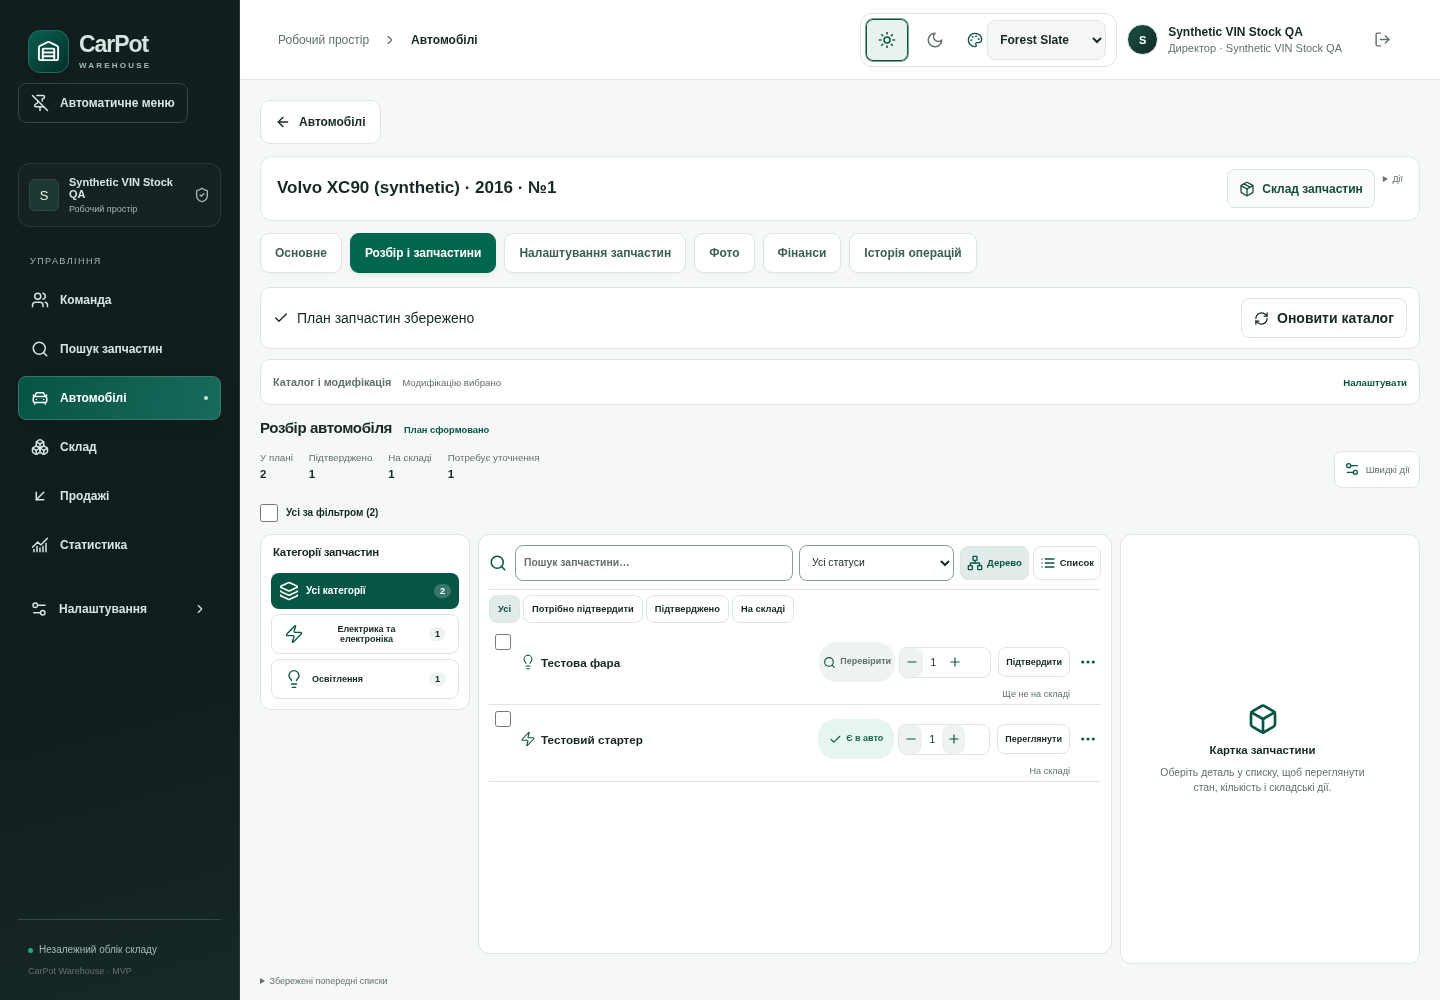 CarPot
WAREHOUSE
Автоматичне меню
S
Synthetic VIN Stock
QA
Робочий простір
УПРАВЛІННЯ
Команда
Пошук запчастин
Автомобілі
Склад
Продажі
Статистика
Налаштування
Незалежний облік складу
CarPot Warehouse · MVP
Робочий простір
Автомобілі
Forest Slate
S
Synthetic VIN Stock QA
Директор · Synthetic VIN Stock QA
Автомобілі
Volvo XC90 (synthetic) · 2016 · №1
Склад запчастин
Дії
Основне
Розбір і запчастини
Налаштування запчастин
Фото
Фінанси
Історія операцій
План запчастин збережено
Оновити каталог
Каталог і модифікація
Модифікацію вибрано
Налаштувати
Розбір автомобіля
План сформовано
У плані
2
Підтверджено
1
На складі
1
Потребує уточнення
1
Швидкі дії
Усі за фільтром (2)
Категорії запчастин
Усі категорії
2
Електрика та
електроніка
1
Освітлення
1
Пошук запчастини…
Усі статуси
Дерево
Список
Усі
Потрібно підтвердити
Підтверджено
На складі
Тестова фара
Перевірити
1
Підтвердити
Ще не на складі
Тестовий стартер
Є в авто
1
Переглянути
На складі
Картка запчастини
Оберіть деталь у списку, щоб переглянути
стан, кількість і складські дії.
Збережені попередні списки